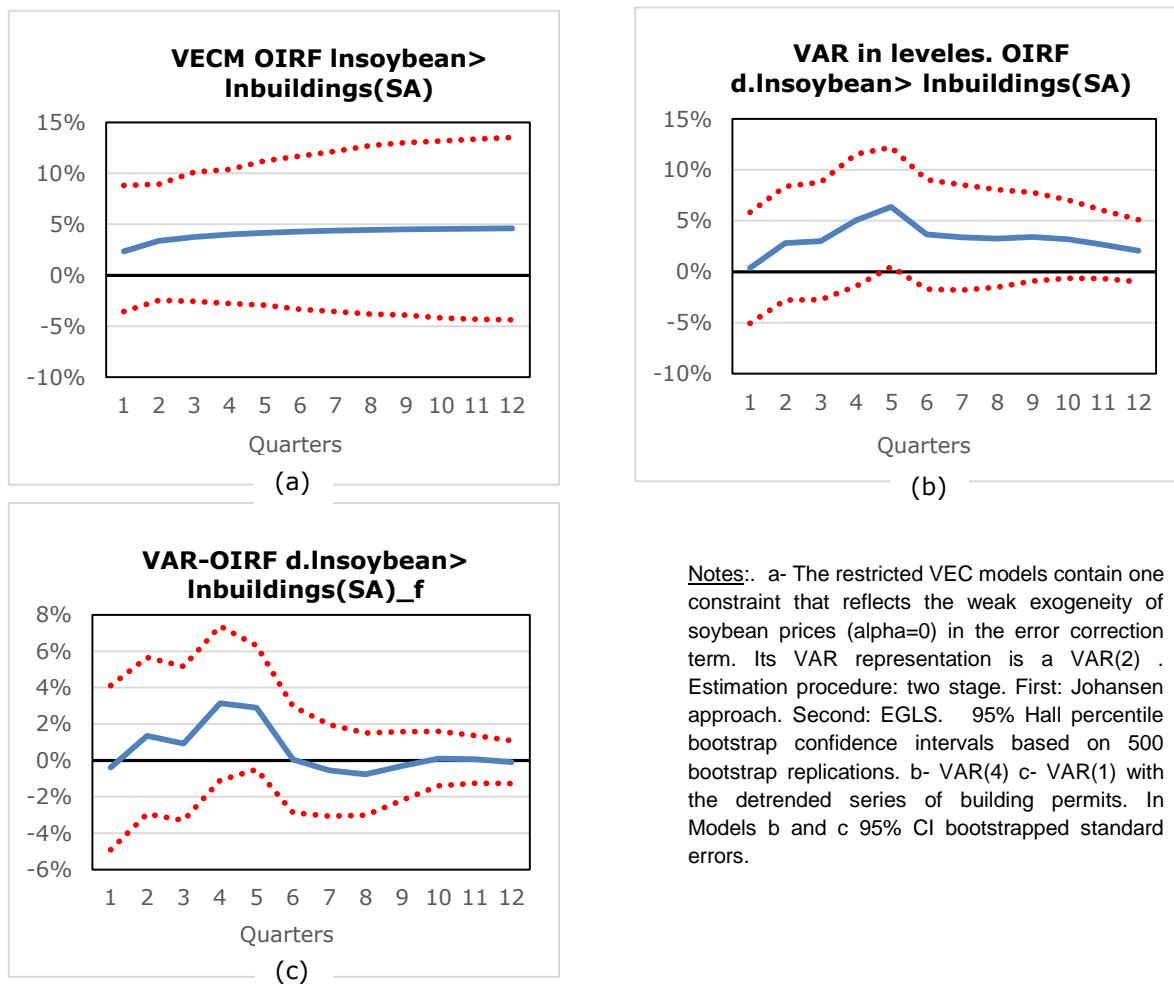 VECM OIRF lnsoybean>
lnbuildings(SA)
15%
10%
5%
0%
-5%
-10%
1 2 3 4 5 6 7 8 9 10 11 12
Quarters
(a)
VAR in leveles. OIRF
d.lnsoybean> lnbuildings(SA)
15%
10%
5%
0%
-5%
-10%
1 2 3 4 5 6 7 8 9 10 11 12
Quarters
(b)
VAR-OIRF d.lnsoybean>
lnbuildings(SA)_f
8%
6%
4%
2%
0%
-2%
-4%
-6%
1 2 3 4 5 6 7 8 9 10 11 12
Quarters
(c)
Notes:. a- The restricted VEC models contain one
constraint that reflects the weak exogeneity of
soybean prices (alpha=0) in the error correction
term. Its VAR representation is a VAR(2) .
Estimation procedure: two stage. First: Johansen
approach. Second: EGLS. 95% Hall percentile
bootstrap confidence intervals based on 500
bootstrap replications. b- VAR(4) c- VAR(1) with
the detrended series of building permits. In
Models b and c 95% CI bootstrapped standard
errors.